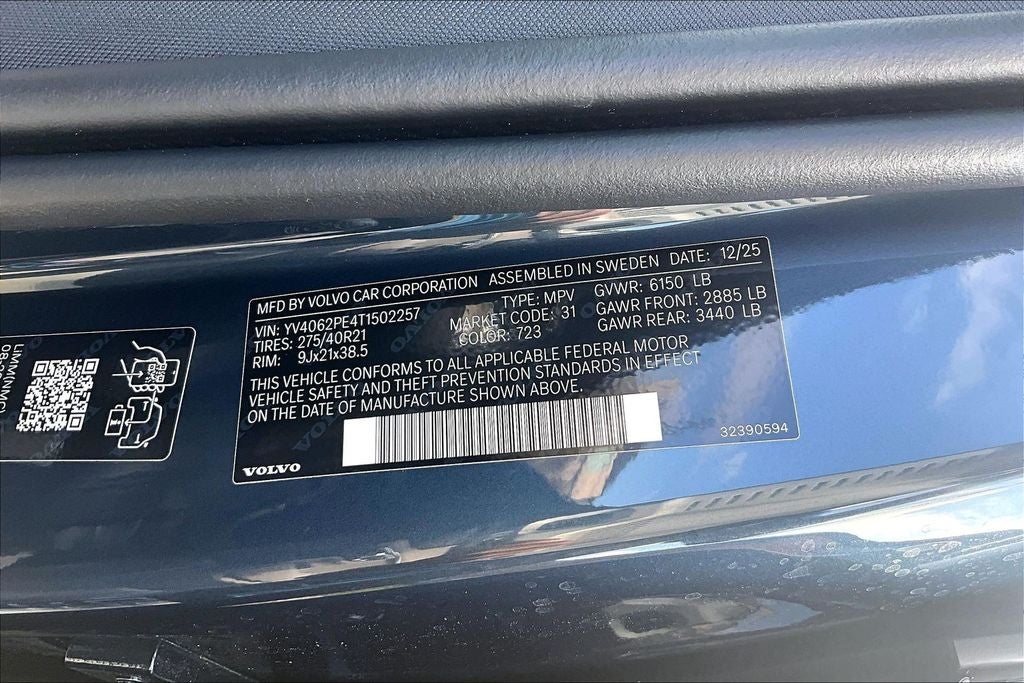 MFD BY VOLVO CAR CORPORATION ASSEMBLED IN SWEDEN DATE: 12/25
VIN: YV4062PE4T1502257 TYPE: MPV GVWR: 6150 LB
TIRES: 275/40R21 MARKET CODE: 31 GAWR FRONT: 2885 LB
RIM: 9Jx21x38.5 COLOR: 723 GAWR REAR: 3440 LB
THIS VEHICLE CONFORMS TO ALL APPLICABLE FEDERAL MOTOR
VEHICLE SAFETY AND THEFT PREVENTION STANDARDS IN EFFECT
ON THE DATE OF MANUFACTURE SHOWN ABOVE.
VOLVO
32390594